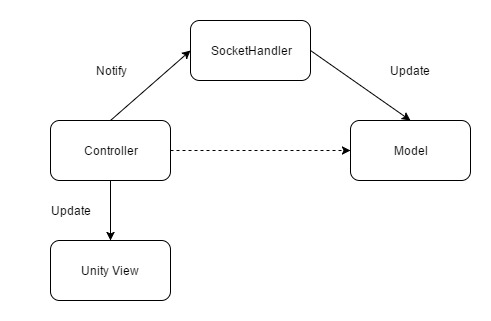 SocketHandler
Notify
Update
Controller
Model
Update
Unity View